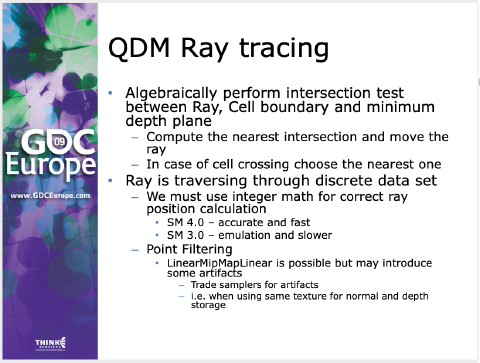 QDM Ray tracing
• Algebraically perform intersection test
between Ray, Cell boundary and minimum
depth plane
– Compute the nearest intersection and move the
ray
– In case of cell crossing choose the nearest one
• Ray is traversing through discrete data set
– We must use integer math for correct ray
position calculation
• SM 4.0 – accurate and fast
• SM 3.0 – emulation and slower
– Point Filtering
• LinearMipMapLinear is possible but may introduce
some artifacts
– Trade samplers for artifacts
– i.e. when using same texture for normal and depth
storage
GDC
09
Europe
www.GDCEurope.com
THINK
SERVICES